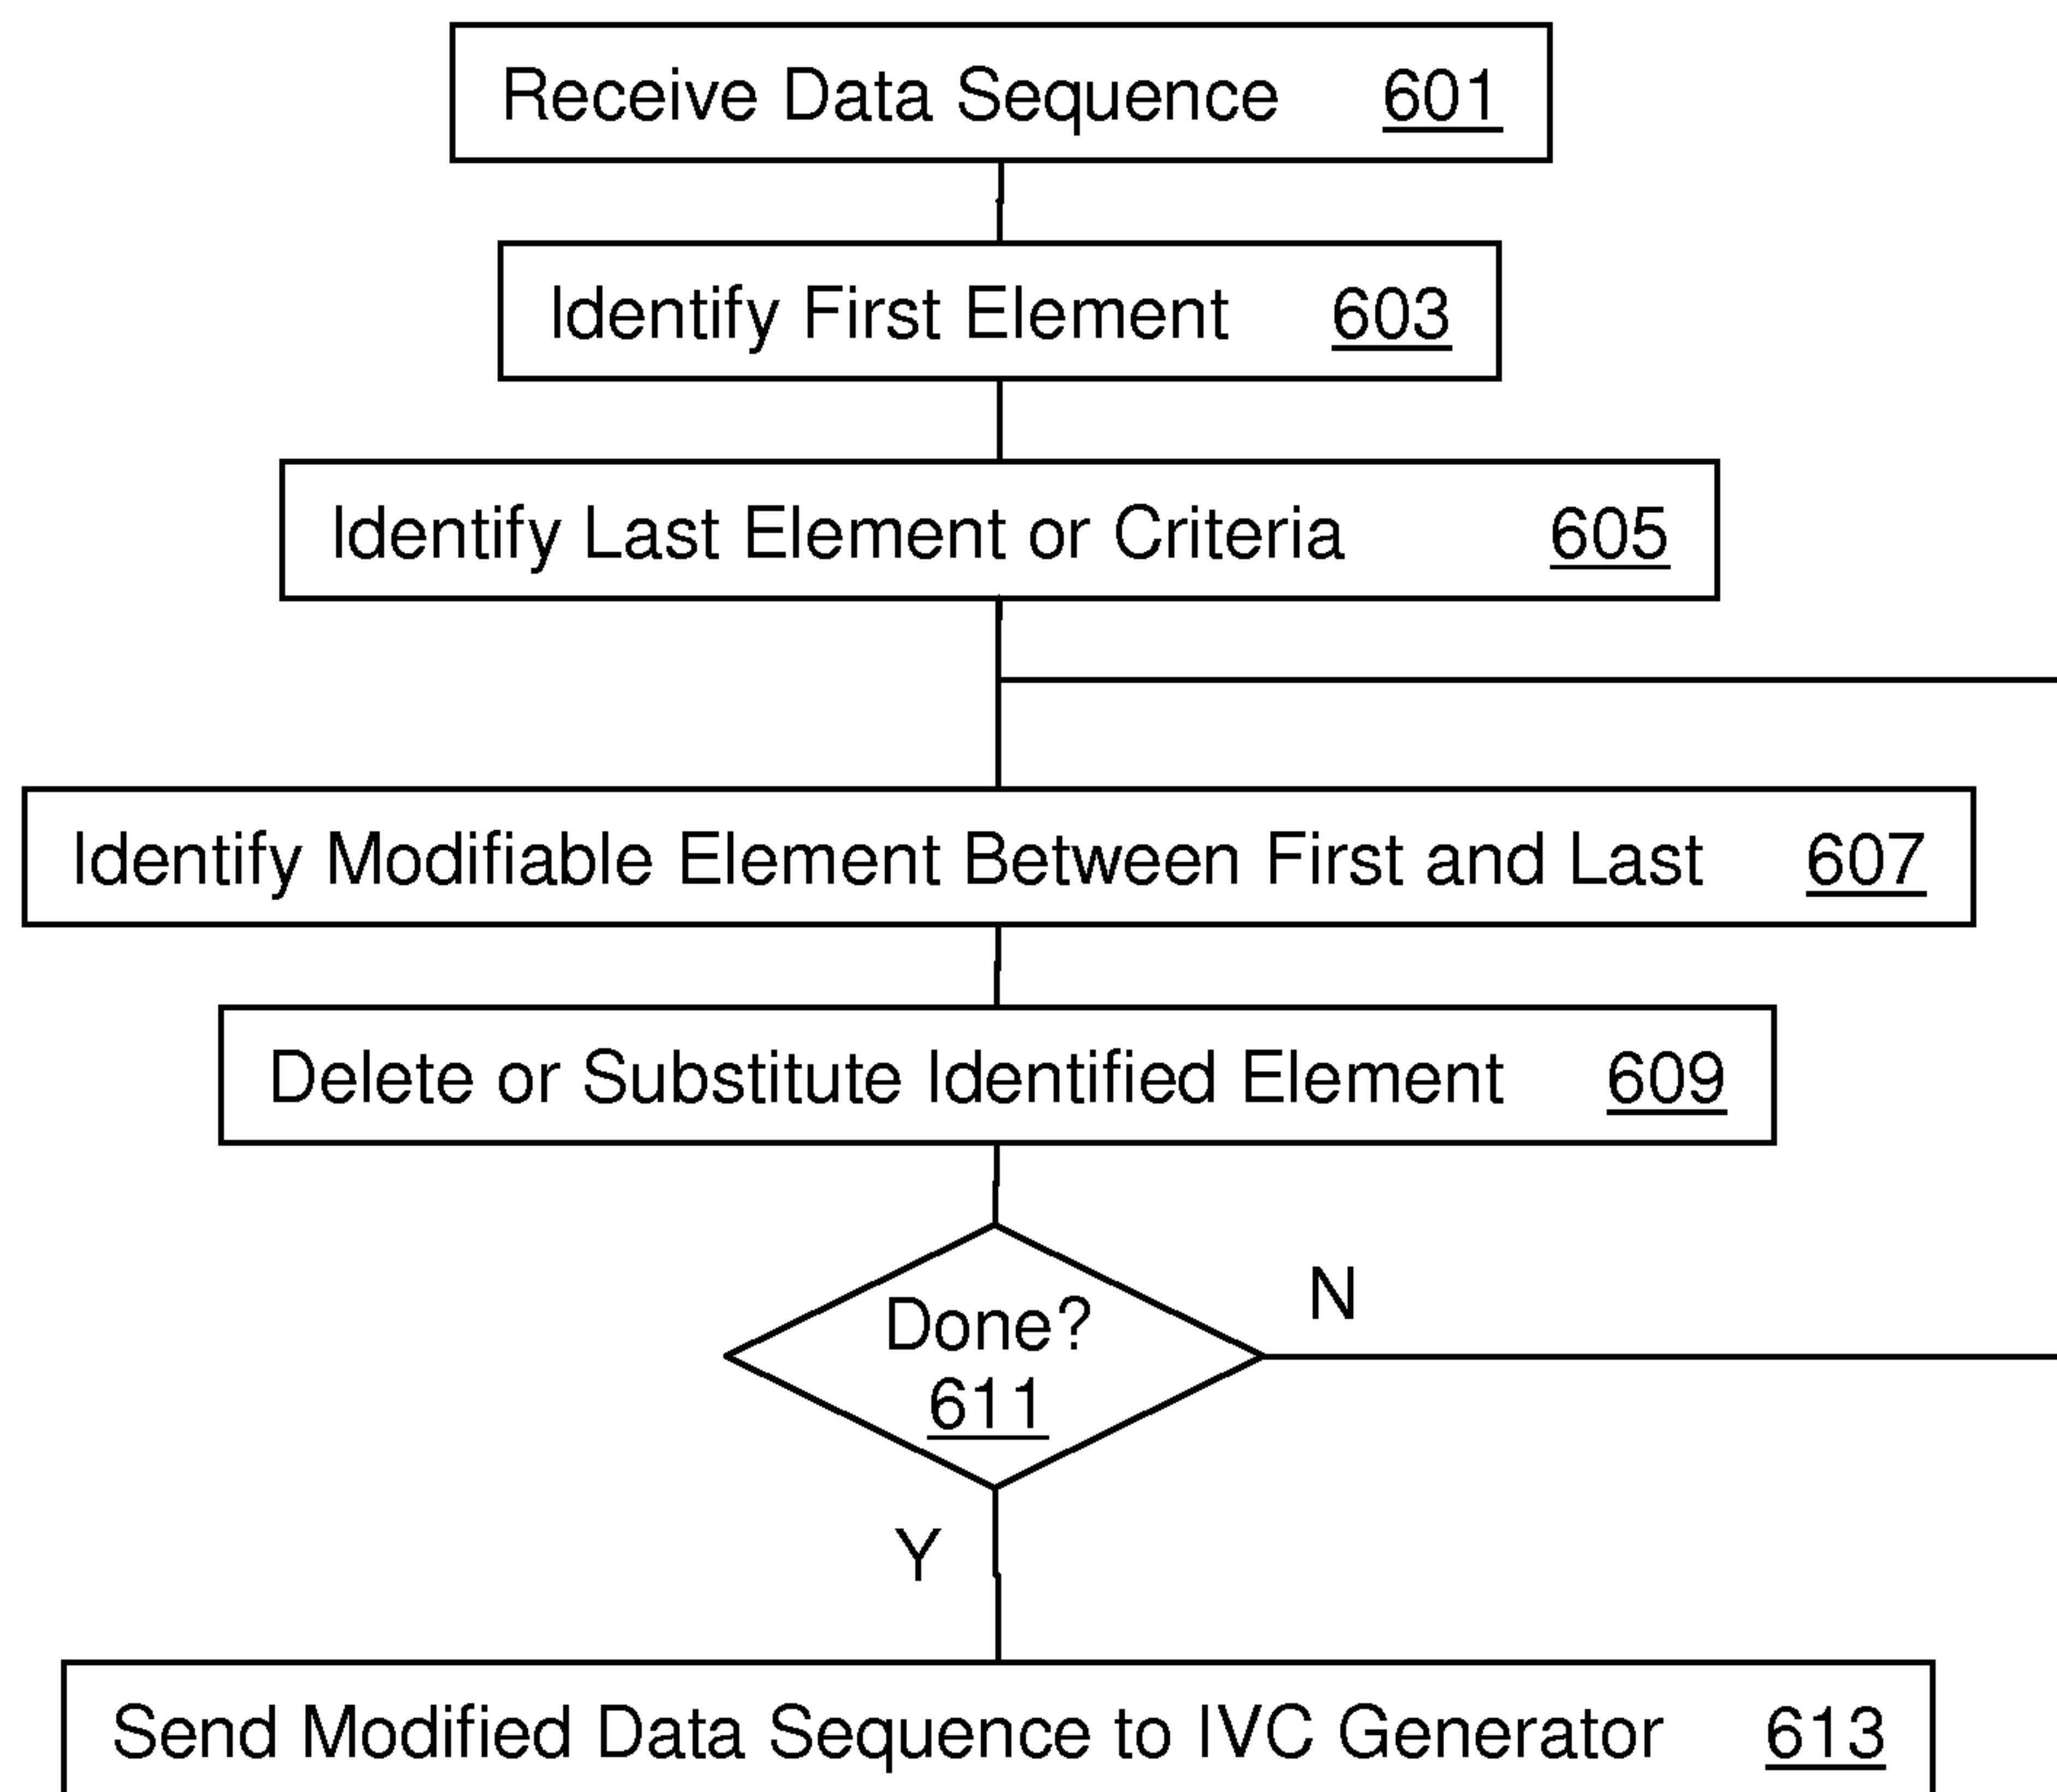 Receive Data Sequence 601
Identify First Element 603
Identify Last Element or Criteria 605
Identify Modifiable Element Between First and Last 607
Delete or Substitute Identified Element 609
Done?
611
N
Y
Send Modified Data Sequence to IVC Generator 613